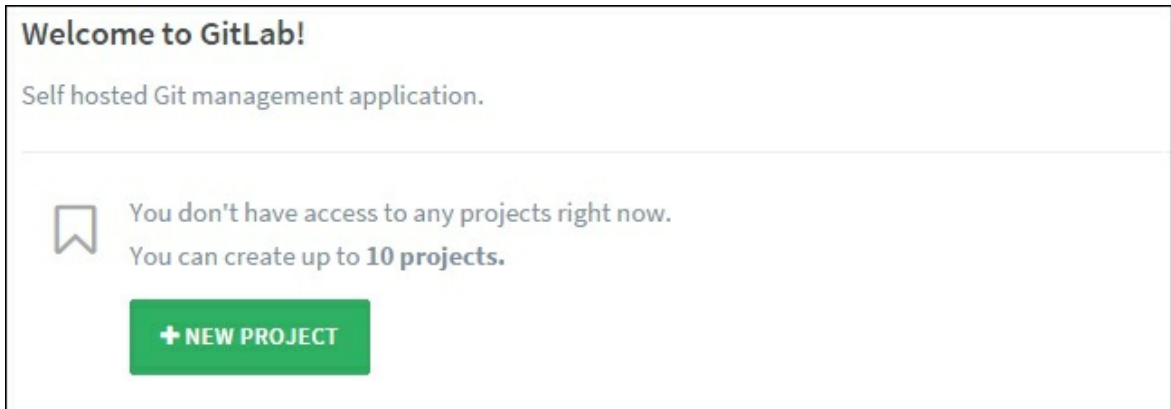 Welcome to GitLab!
Self hosted Git management application.
You don't have access to any projects right now.
You can create up to 10 projects.
+ NEW PROJECT